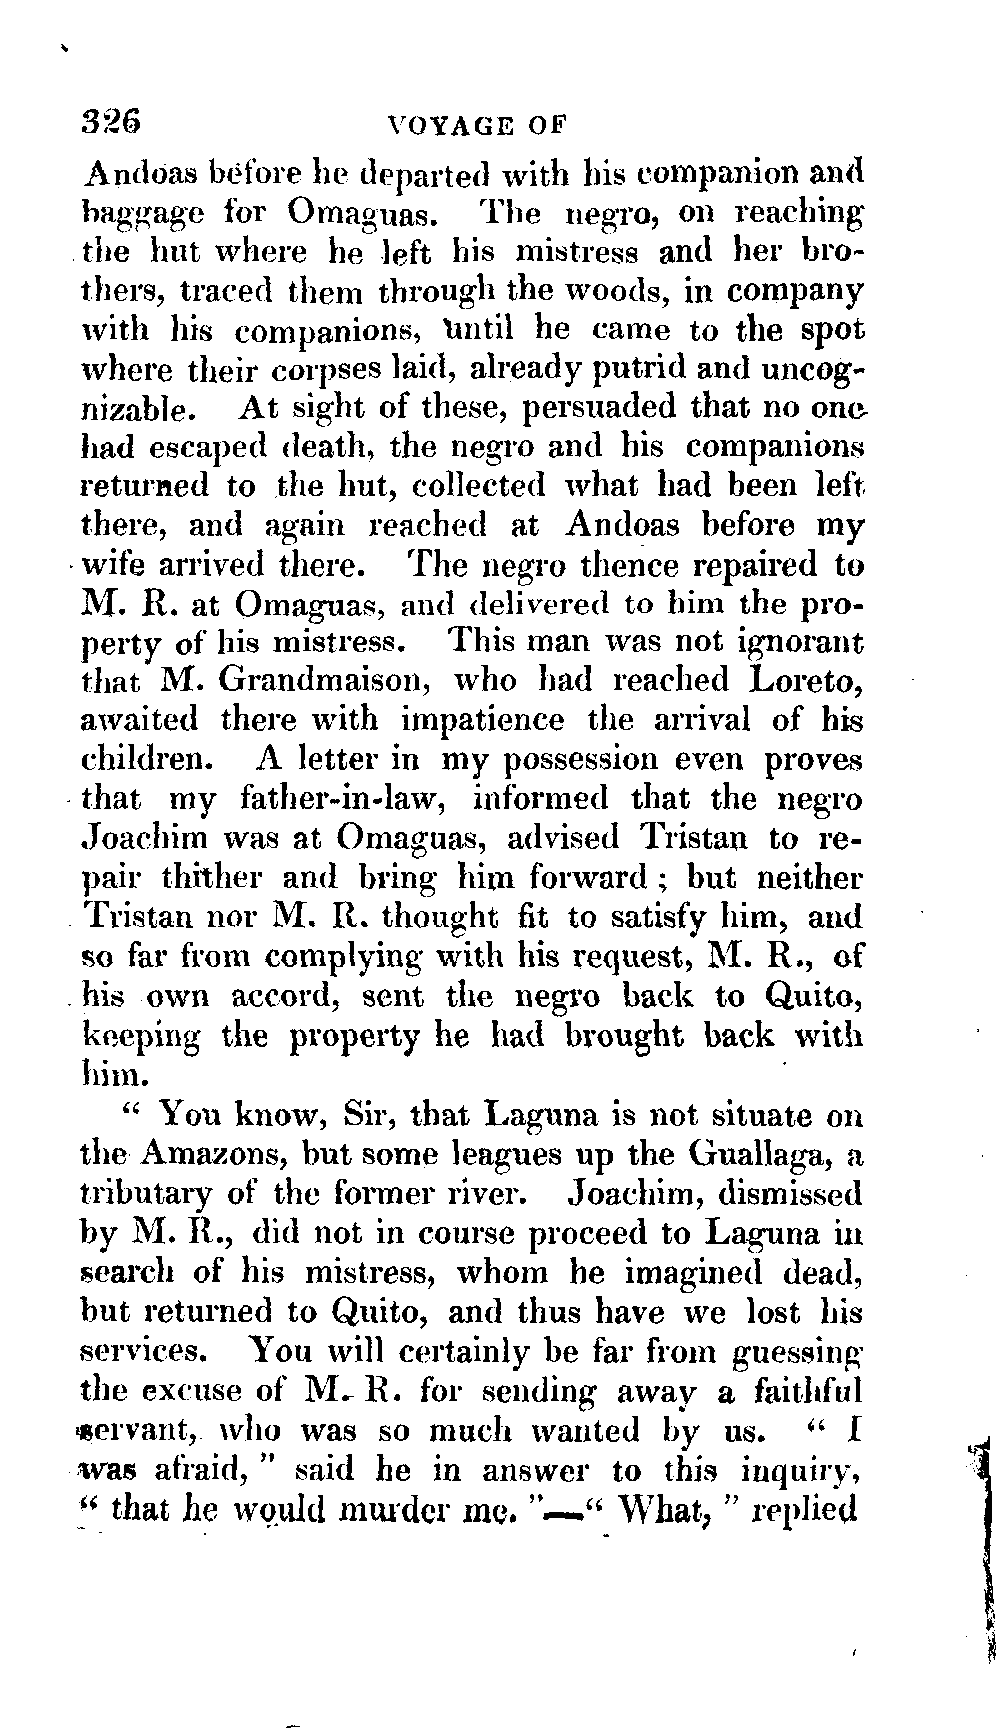 326 VOYAGE OF
Andoas before he departed with his companion and
baggage for Omaguas. The negro, on reaching
the hut where he left his mistress and her bro-
thers, traced them through the woods, in company
with his companions, until he came to the spot
where their corpses laid, already putrid and uncog-
nizable. At sight of these, persuaded that no one
had escaped death, the negro and his companions
returned to the hut, collected what had been left
there, and again reached at Andoas before my
wife arrived there. The negro thence repaired to
M. R. at Omaguas, and delivered to him the pro-
perty of his mistress. This man was not ignorant
that M. Grandmaison, who had reached Loreto,
awaited there with impatience the arrival of his
children. A letter in my possession even proves
that my father-in-law, informed that the negro
Joachim was at Omaguas, advised Tristan to re-
pair thither and bring him forward; but neither
Tristan nor M. R. thought fit to satisfy him, and
so far from complying with his request, M. R., of
his own accord, sent the negro back to Quito,
keeping the property he had brought back with
him.
“ You know, Sir, that Laguna is not situate on
the Amazons, but some leagues up the Guallaga, a
tributary of the former river. Joachim, dismissed
by M. R., did not in course proceed to Laguna in
search of his mistress, whom he imagined dead,
but returned to Quito, and thus have we lost his
services. You will certainly be far from guessing
the excuse of M. R. for sending away a faithful
servant, who was so much wanted by us. “ I
was afraid, ” said he in answer to this inquiry,
“ that he would murder me. ”—“ What, ” replied